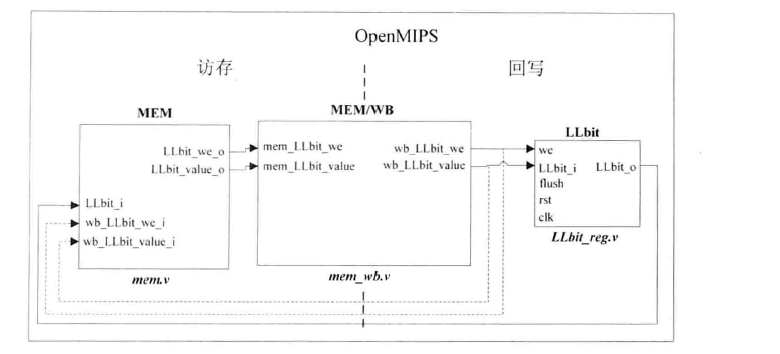 OpenMIPS
访存
回写
MEM
MEM/WB
LLbit
LLbit_we_o
LLbit_value_o
LLbit_i
wb_LLbit_we_i
wb_LLbit_value_i
mem.v
mem_LLbit_we
mem_LLbit_value
wb_LLbit_we
wb_LLbit_value
mem_wb.v
we
LLbit_i
flush
rst
clk
LLbit_o
LLbit_reg.v